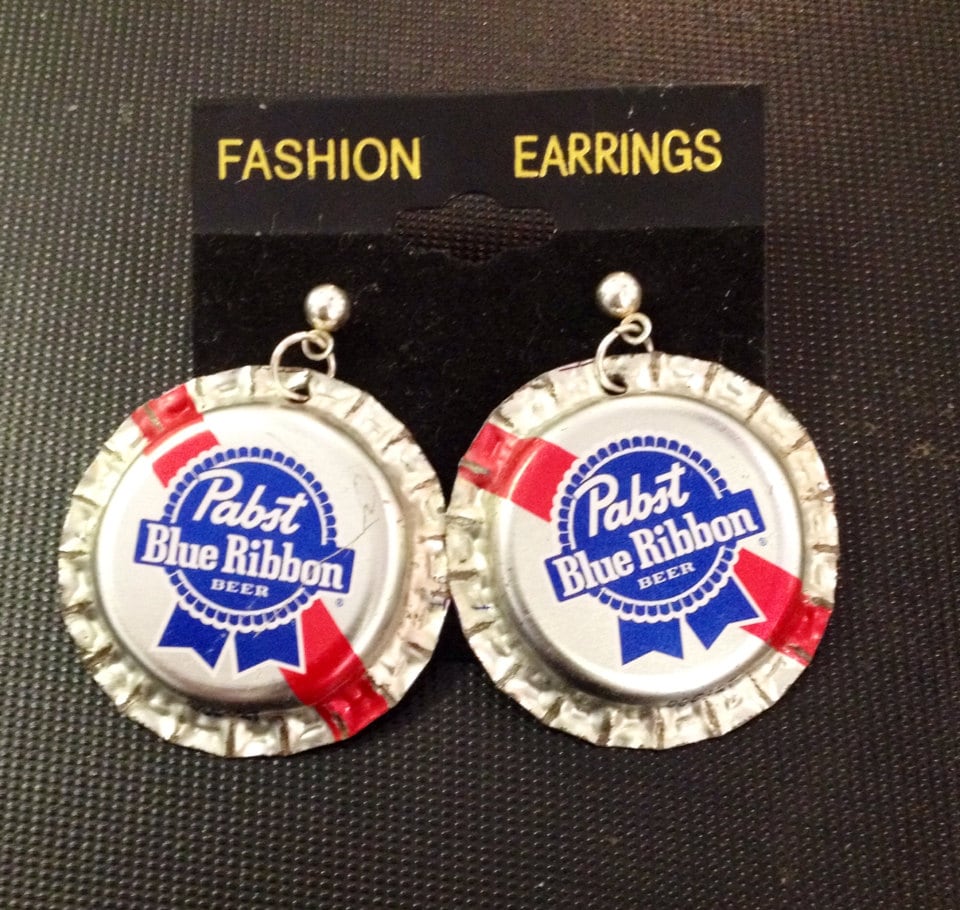 FASHION EARRINGS
Pabst
Blue Ribbon
BEER
®
Pabst
Blue Ribbon
BEER
®